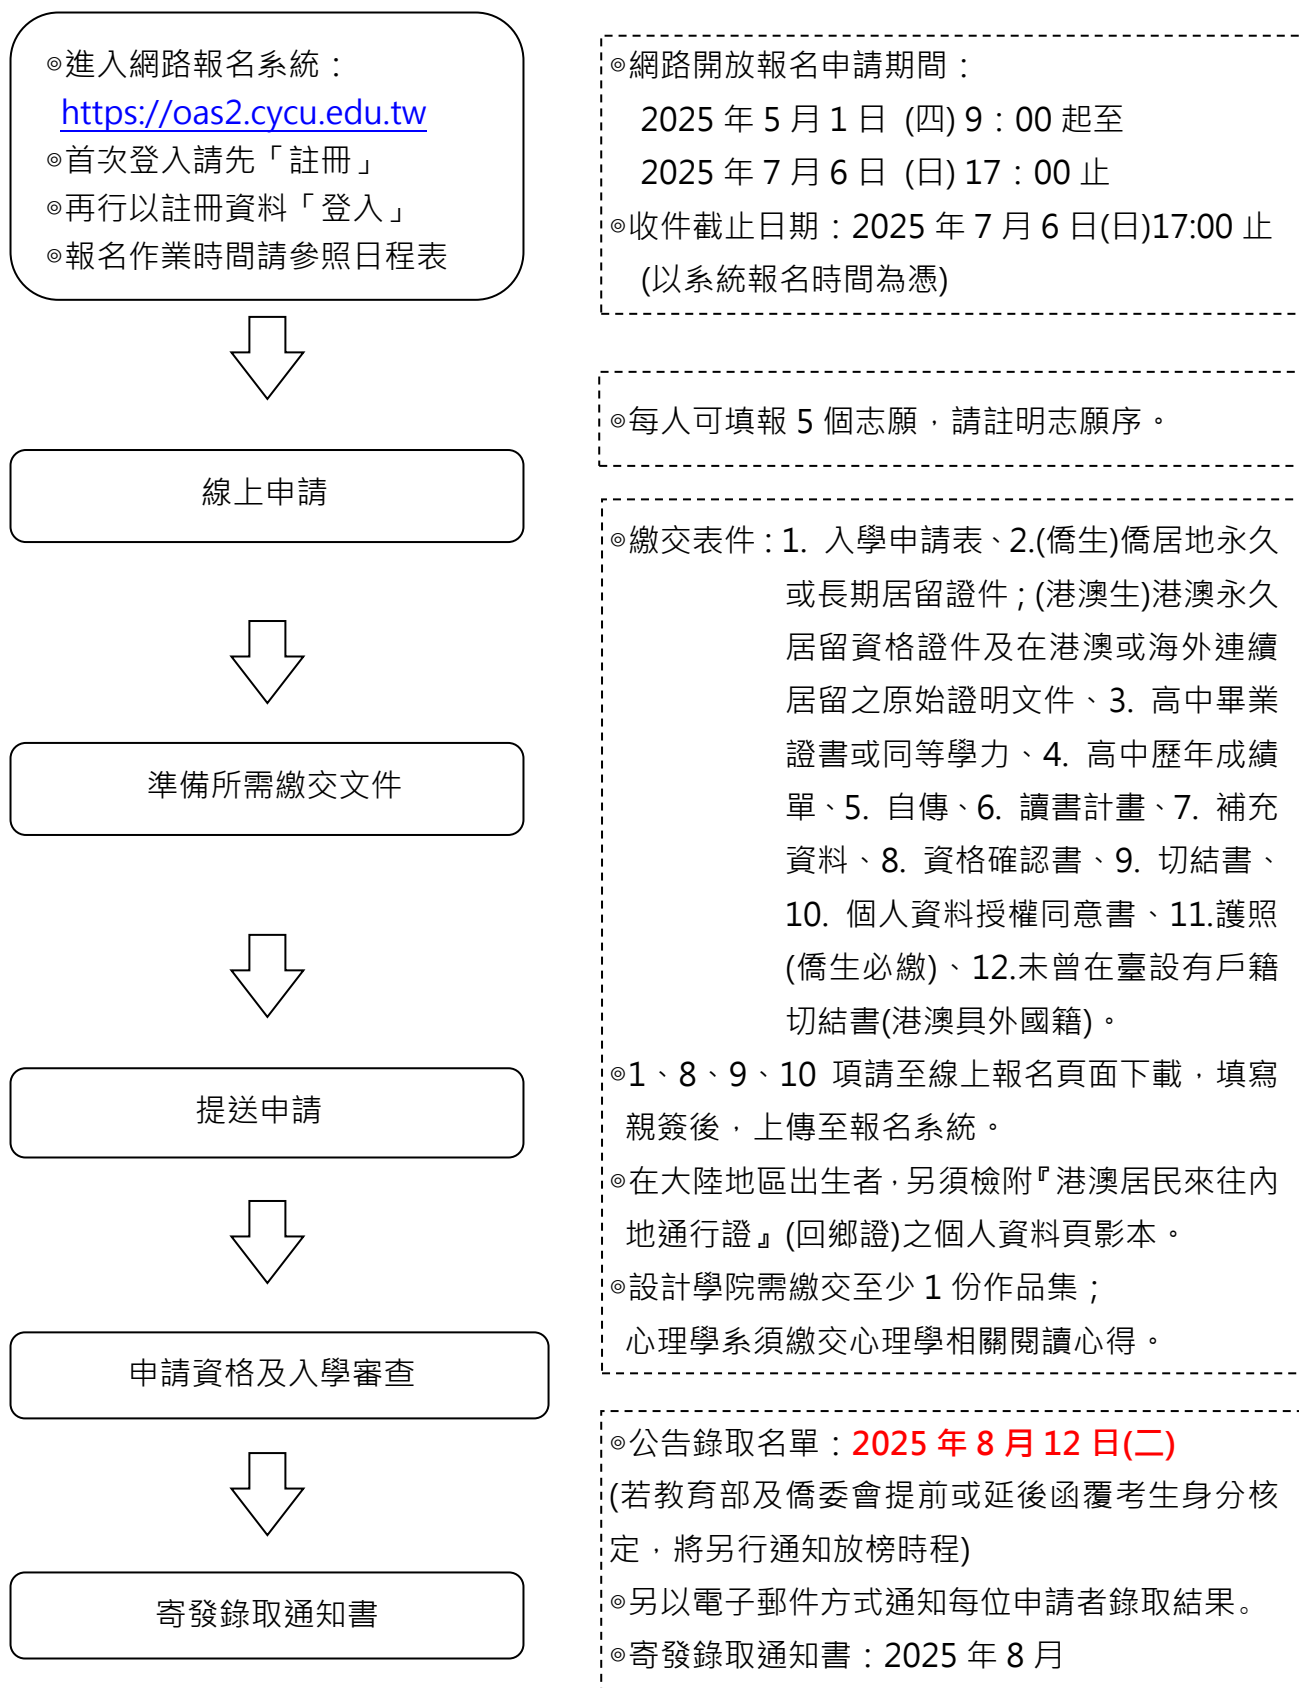 ◎進入網路報名系統：
https://oas2.cycu.edu.tw
◎首次登入請先「註冊」
◎再行以註冊資料「登入」
◎報名作業時間請參照日程表
線上申請
準備所需繳交文件
提送申請
申請資格及入學審查
寄發錄取通知書
◎網路開放報名申請期間：
2025 年 5 月 1 日 (四) 9：00 起至
2025 年 7 月 6 日 (日) 17：00 止
◎收件截止日期：2025 年 7 月 6 日(日)17:00 止
(以系統報名時間為憑)
◎每人可填報 5 個志願，請註明志願序。
◎繳交表件：1. 入學申請表、2.(僑生)僑居地永久
或長期居留證件；(港澳生)港澳永久
居留資格證件及在港澳或海外連續
居留之原始證明文件、3. 高中畢業
證書或同等學力、4. 高中歷年成績
單、5. 自傳、6. 讀書計畫、7. 補充
資料、8. 資格確認書、9. 切結書、
10. 個人資料授權同意書、11.護照
(僑生必繳)、12.未曾在臺設有戶籍
切結書(港澳具外國籍)。
◎1、8、9、10 項請至線上報名頁面下載，填寫
親簽後，上傳至報名系統。
◎在大陸地區出生者，另須檢附『港澳居民來往內
地通行證』(回鄉證)之個人資料頁影本。
◎設計學院需繳交至少 1 份作品集；
心理學系須繳交心理學相關閱讀心得。
◎公告錄取名單：2025 年 8 月 12 日(二)
(若教育部及僑委會提前或延後函覆考生身分核
定，將另行通知放榜時程)
◎另以電子郵件方式通知每位申請者錄取結果。
◎寄發錄取通知書：2025 年 8 月